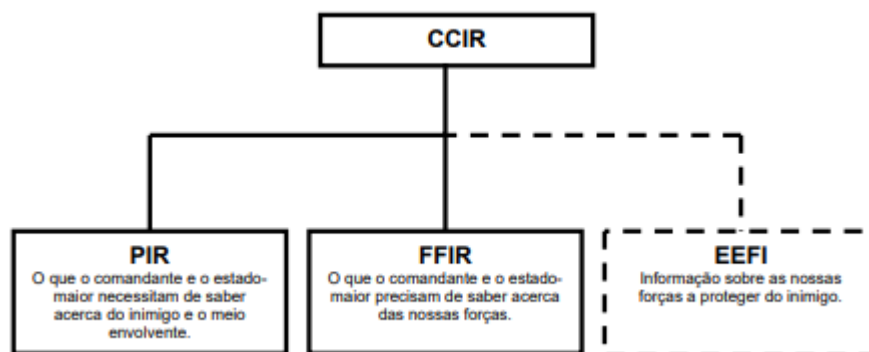 CCIR
PIR
O que o comandante e o estado-
maior necessitam de saber
acerca do inimigo e o meio
envolvente.
FFIR
O que o comandante e o estado-
maior precisam de saber acerca
das nossas forças.
EEFI
Informação sobre as nossas
forças a proteger do inimigo.